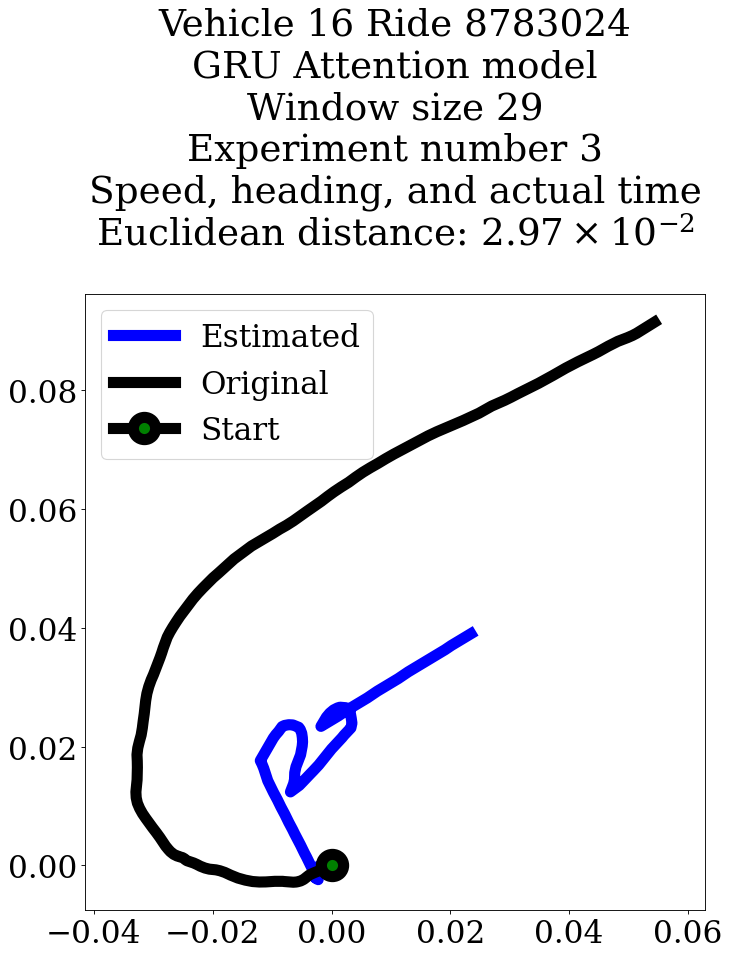 Vehicle 16 Ride 8783024
GRU Attention model
Window size 29
Experiment number 3
Speed, heading, and actual time
Euclidean distance: 2.97 × 10⁻²
Estimated
Original
Start
0.08
0.06
0.04
0.02
0.00
−0.04 −0.02 0.00 0.02 0.04 0.06